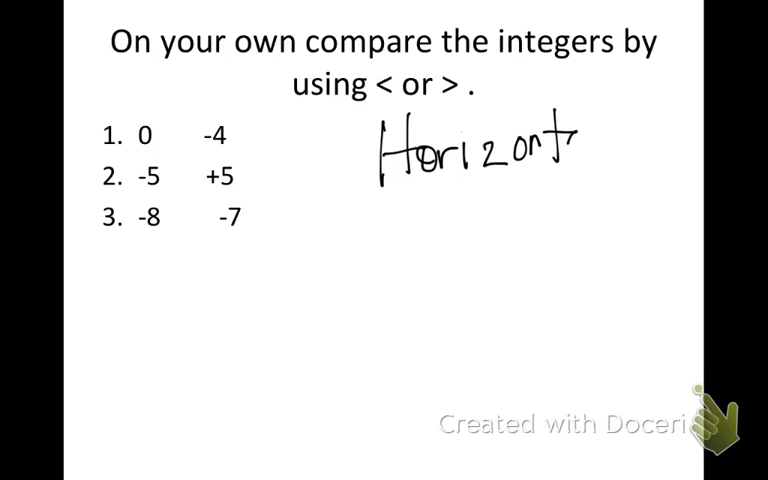 On your own compare the integers by
using < or > .
1. 0 -4
2. -5 +5
3. -8 -7
Horizont
Created with Doceri